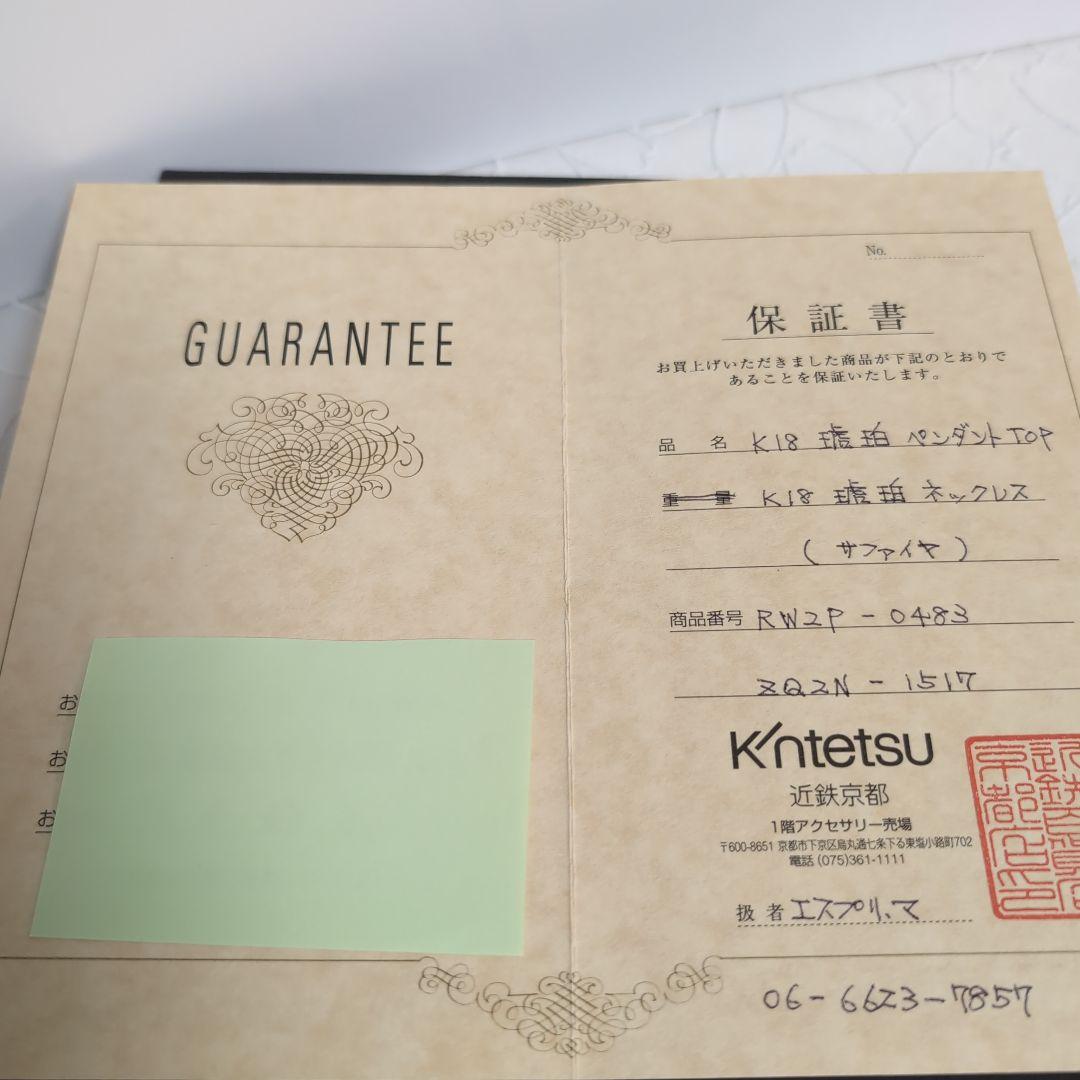 GUARANTEE
お
お
お
No.
保証書
お買上げいただきました商品が下記のとおりで
あることを保証いたします。
品名 K18 琥珀 ペンダントTOP
重量 K18 琥珀 ネックレス
(サファイヤ)
商品番号 RW2P-0483
ZQ2N-1517
Kintetsu
近鉄京都
1階アクセサリー売場
〒600-8651 京都市下京区烏丸通七条下る東塩小路町702
電話 (075)361-1111
扱者 エスプリ、マ
06-6623-7857